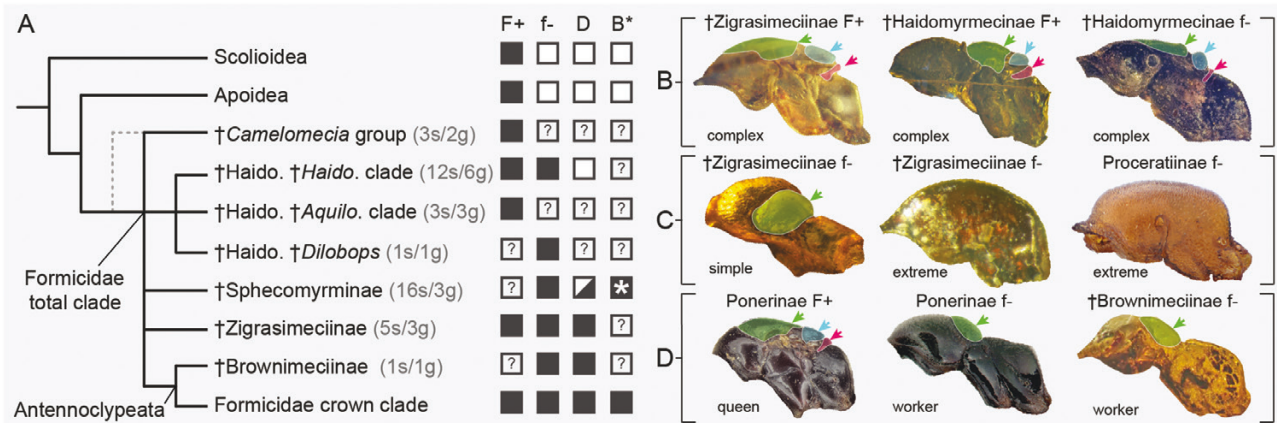 A
F+ f- D B*
Scolioidea
Apoidea
†Camelomecia group (3s/2g) ? ? ?
†Haido. †Haido. clade (12s/6g) ?
†Haido. †Aquilo. clade (3s/3g) ? ? ?
†Haido. †Dilobops (1s/1g) ? ? ?
Formicidae
total clade
†Sphecomyrminae (16s/3g) ? *
†Zigrasimeciinae (5s/3g) ?
†Brownimeciinae (1s/1g) ? ?
Antennoclypeata
Formicidae crown clade
B
†Zigrasimeciinae F+ †Haidomyrmecinae F+ †Haidomyrmecinae f-
complex complex complex
C
†Zigrasimeciinae f- †Zigrasimeciinae f- Proceratiinae f-
simple extreme extreme
D
Ponerinae F+ Ponerinae f- †Brownimeciinae f-
queen worker worker